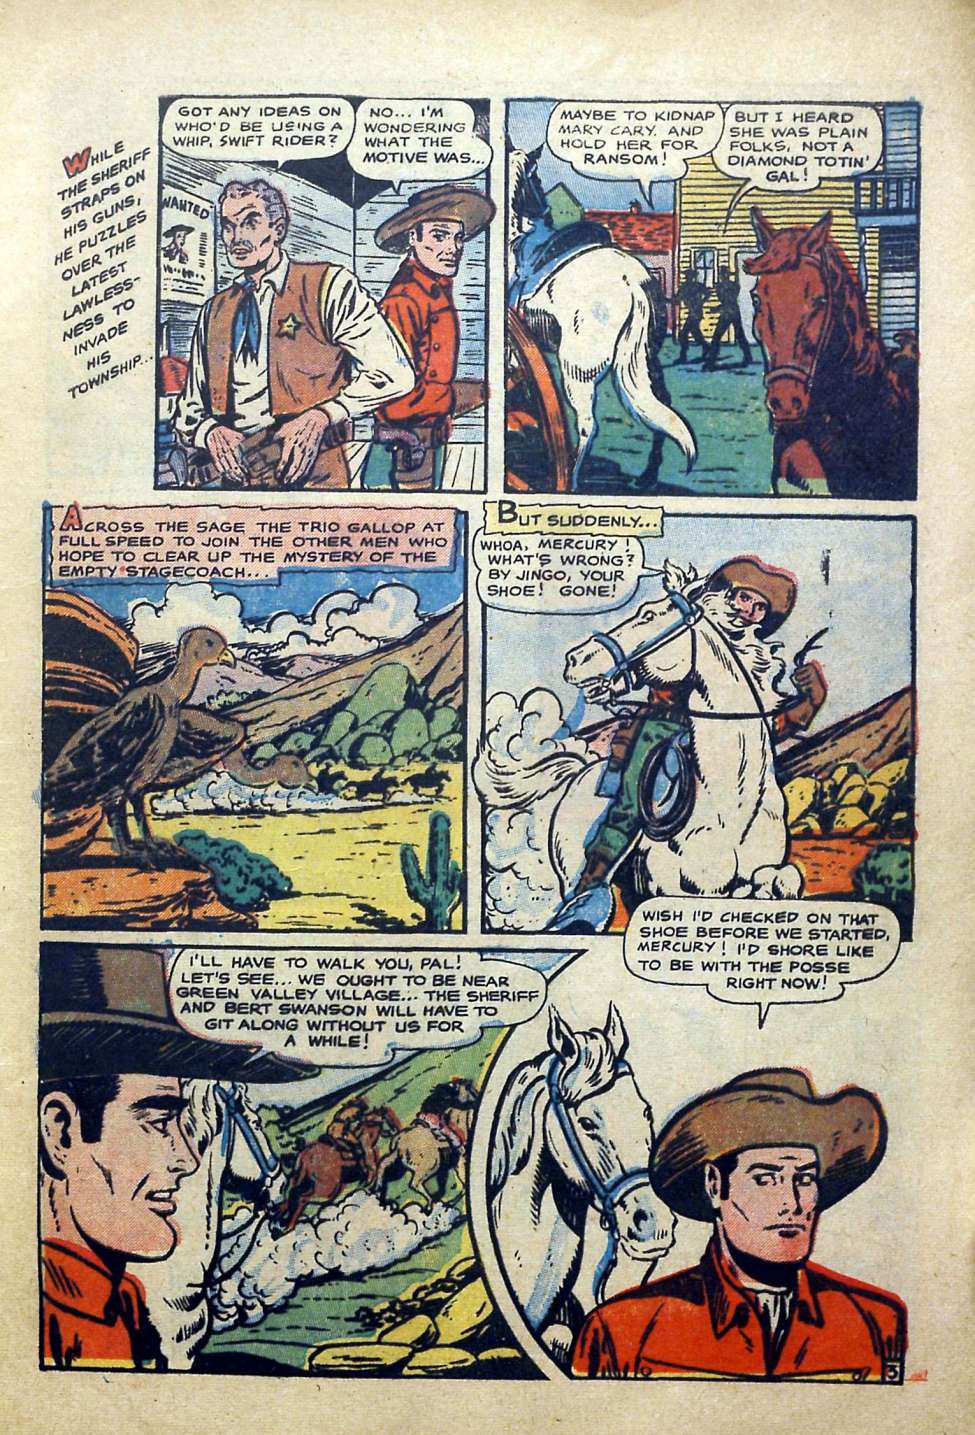 WHILE
THE SHERIFF
STRAPS ON
HIS GUNS,
HE PUZZLES
OVER THE
LATEST
LAWLESS-
NESS TO
INVADE
HIS
TOWNSHIP...
GOT ANY IDEAS ON
WHO'D BE USING A
WHIP, SWIFT RIDER?
NO... I'M
WONDERING
WHAT THE
MOTIVE WAS...
WANTED
MAYBE TO KIDNAP
MARY CARY, AND
HOLD HER FOR
RANSOM!
BUT I HEARD
SHE WAS PLAIN
FOLKS, NOT A
DIAMOND TOTIN'
GAL!
ACROSS THE SAGE THE TRIO GALLOP AT
FULL SPEED TO JOIN THE OTHER MEN WHO
HOPE TO CLEAR UP THE MYSTERY OF THE
EMPTY STAGECOACH...
BUT SUDDENLY...
WHOA, MERCURY!
WHAT'S WRONG?
BY JINGO, YOUR
SHOE! GONE!
I'LL HAVE TO WALK YOU, PAL!
LET'S SEE... WE OUGHT TO BE NEAR
GREEN VALLEY VILLAGE... THE SHERIFF
AND BERT SWANSON WILL HAVE TO
GIT ALONG WITHOUT US FOR
A WHILE!
WISH I'D CHECKED ON THAT
SHOE BEFORE WE STARTED,
MERCURY! I'D SHORE LIKE
TO BE WITH THE POSSE
RIGHT NOW!
3